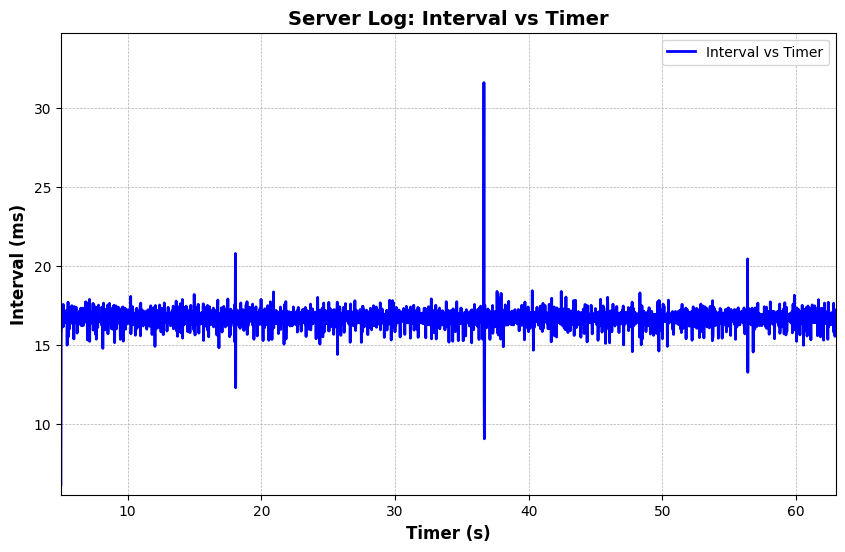 Server Log: Interval vs Timer
Interval vs Timer
30
25
20
15
10
Interval (ms)
10 20 30 40 50 60
Timer (s)